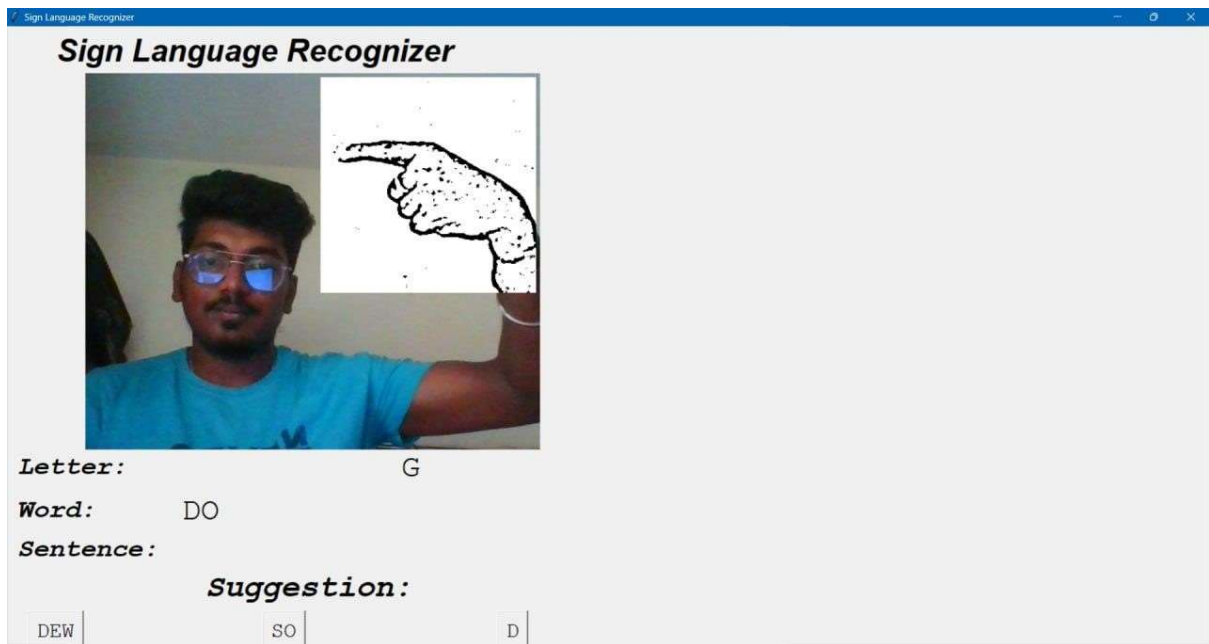 Sign Language Recognizer
Sign Language Recognizer
Letter: G
Word: DO
Sentence:
Suggestion:
DEW SO D